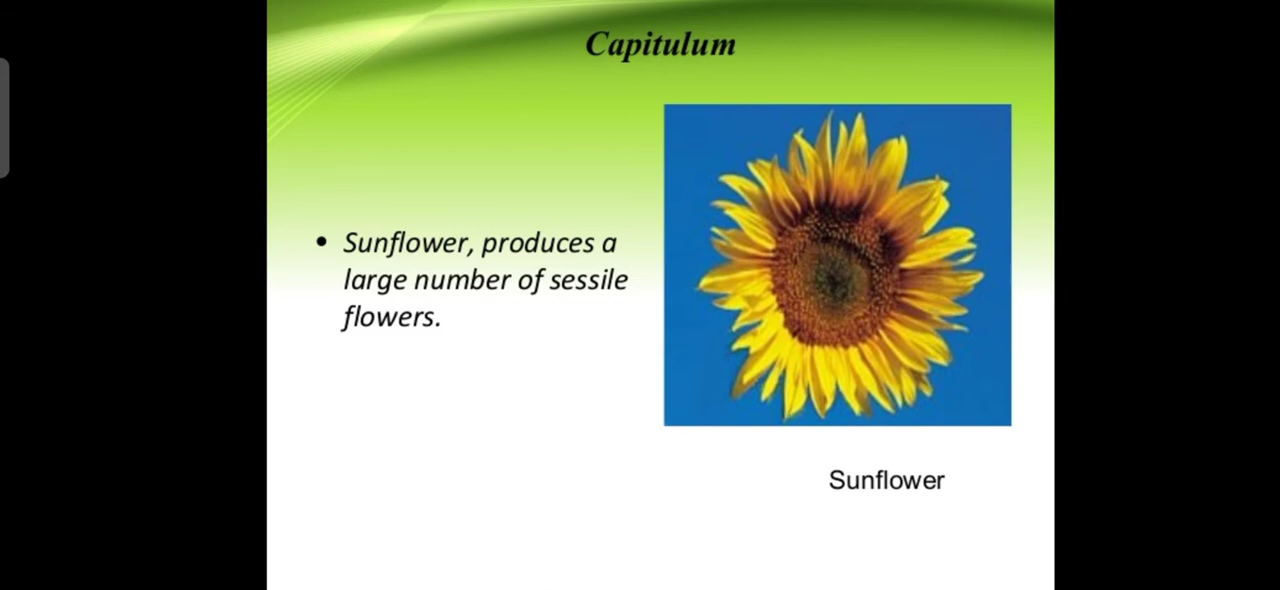 Capitulum
• Sunflower, produces a
large number of sessile
flowers.
Sunflower